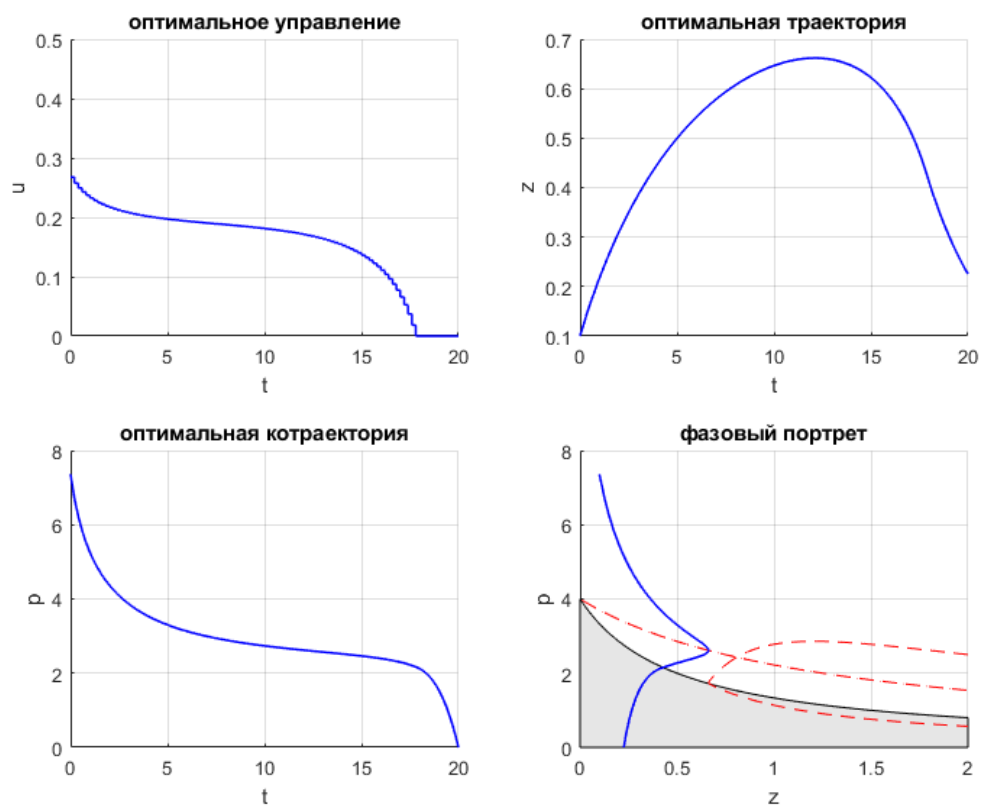 оптимальное управление
0.5
0.4
0.3
0.2
0.1
0
u
0 5 10 15 20
t
оптимальная траектория
0.7
0.6
0.5
0.4
0.3
0.2
0.1
z
0 5 10 15 20
t
оптимальная котраектория
8
6
4
2
0
p
0 5 10 15 20
t
фазовый портрет
8
6
4
2
0
p
0 0.5 1 1.5 2
z